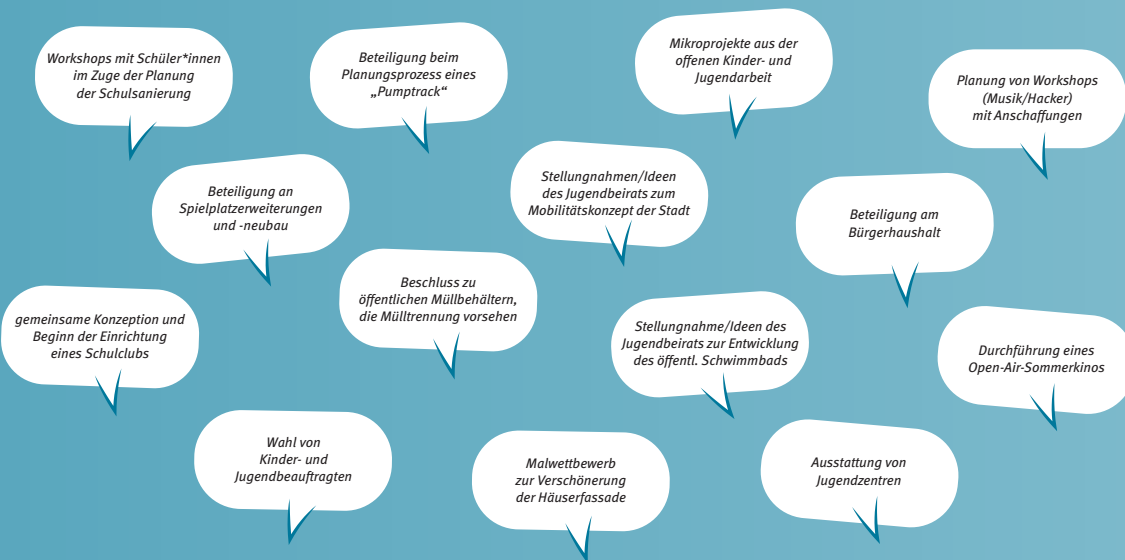 Workshops mit Schüler*innen
im Zuge der Planung
der Schulsanierung
Beteiligung beim
Planungsprozess eines
„Pumptrack“
Mikroprojekte aus der
offenen Kinder- und
Jugendarbeit
Planung von Workshops
(Musik/Hacker)
mit Anschaffungen
Beteiligung an
Spielplatzerweiterungen
und -neubau
Stellungnahmen/Ideen
des Jugendbeirats zum
Mobilitätskonzept der Stadt
Beteiligung am
Bürgerhaushalt
gemeinsame Konzeption und
Beginn der Einrichtung
eines Schulclubs
Beschluss zu
öffentlichen Müllbehältern,
die Mülltrennung vorsehen
Stellungnahme/Ideen des
Jugendbeirats zur Entwicklung
des öffentl. Schwimmbads
Durchführung eines
Open-Air-Sommerkinos
Wahl von
Kinder- und
Jugendbeauftragten
Malwettbewerb
zur Verschönerung
der Häuserfassade
Ausstattung von
Jugendzentren